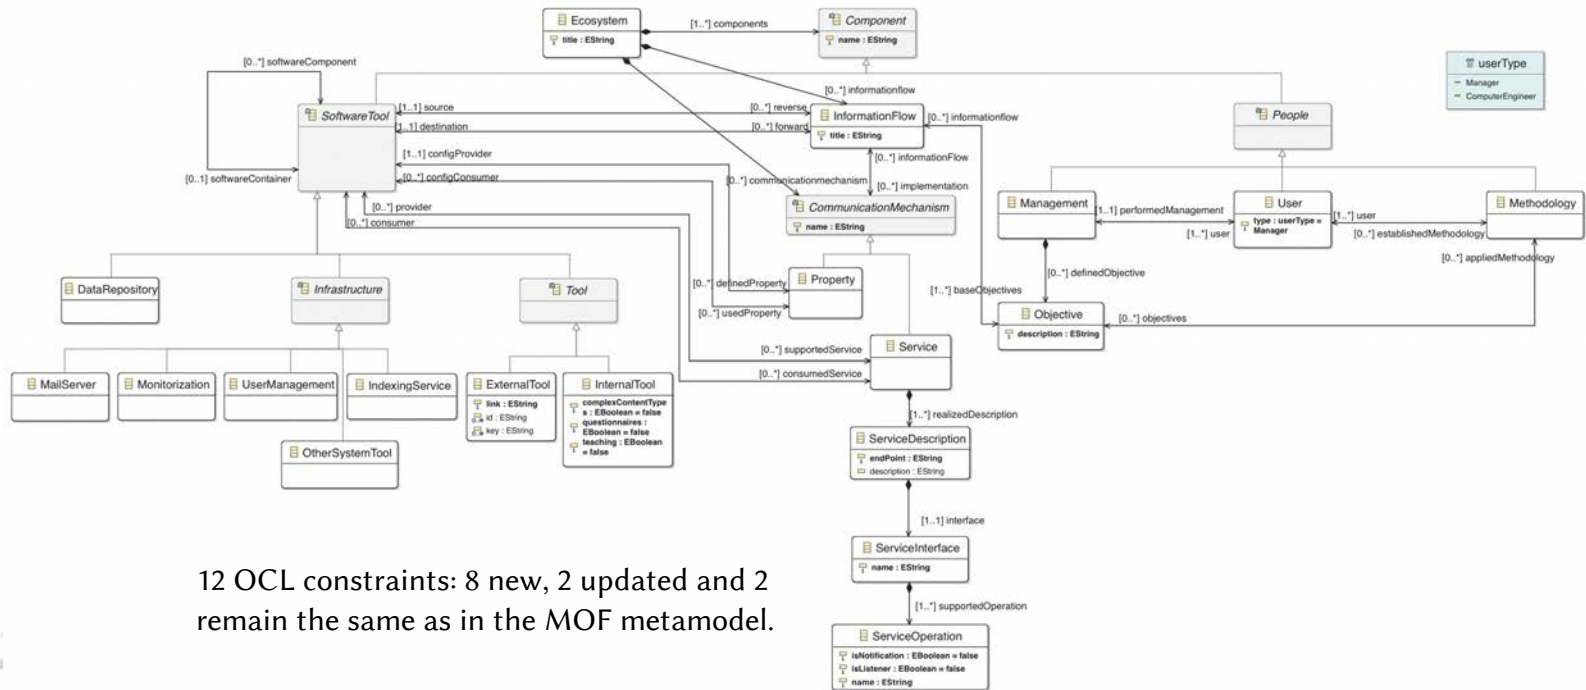 Ecosystem
title : EString
[1..*] components
Component
name : EString
userType
Manager
ComputerEngineer
[0..*] softwareComponent
[0..*] informationflow
SoftwareTool
[1..1] source
[0..*] reverse
InformationFlow
title : EString
[0..*] informationflow
People
[1..1] destination
[0..*] forward
[1..1] configProvider
[0..*] informationFlow
[0..1] softwareContainer
[0..*] configConsumer
[0..*] communicationmechanism
[0..*] implementation
[0..*] provider
[0..*] consumer
CommunicationMechanism
name : EString
Management
[1..1] performedManagement
[1..*] user
User
type : userType =
Manager
[1..*] user
[0..*] establishedMethodology
Methodology
[0..*] appliedMethodology
DataRepository
Infrastructure
Tool
[0..*] definedProperty
Property
[0..*] definedObjective
[1..*] baseObjectives
[0..*] usedProperty
Objective
description : EString
[0..*] objectives
[0..*] supportedService
Service
[0..*] consumedService
MailServer
Monitorization
UserManagement
IndexingService
ExternalTool
link : EString
id : EString
key : EString
InternalTool
complexContentType
s : EBoolean = false
questionnaires :
EBoolean = false
teaching : EBoolean
= false
[1..*] realizedDescription
OtherSystemTool
ServiceDescription
endPoint : EString
description : EString
[1..1] interface
ServiceInterface
name : EString
12 OCL constraints: 8 new, 2 updated and 2
remain the same as in the MOF metamodel.
[1..*] supportedOperation
ServiceOperation
isNotification : EBoolean = false
isListener : EBoolean = false
name : EString